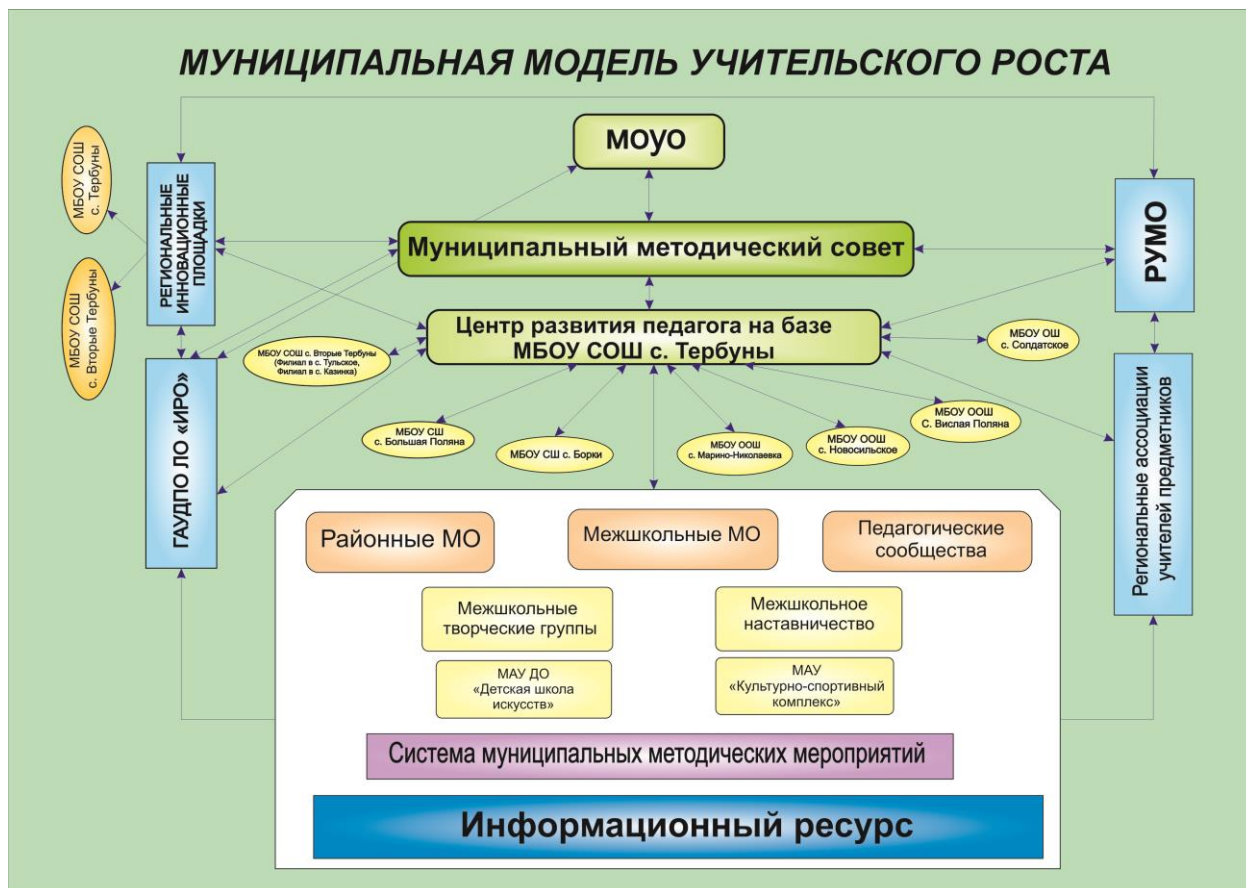 МУНИЦИПАЛЬНАЯ МОДЕЛЬ УЧИТЕЛЬСКОГО РОСТА
МОУО
МБОУ СОШ
с. Тербуны
РЕГИОНАЛЬНЫЕ
ИННОВАЦИОННЫЕ
ПЛОЩАДКИ
РУМО
Муниципальный методический совет
МБОУ СОШ
с. Вторые Тербуны
Центр развития педагога на базе
МБОУ СОШ с. Тербуны
МБОУ ОШ
с. Солдатское
МБОУ СОШ с. Вторые Тербуны
(Филиал в с. Тульское,
Филиал в с. Казинка)
ГАУДПО ЛО «ИРО»
Региональные ассоциации
учителей предметников
МБОУ СШ
с. Большая Поляна
МБОУ СШ с. Борки
МБОУ ООШ
с. Марино-Николаевка
МБОУ ООШ
с. Новосильское
МБОУ ООШ
С. Вислая Поляна
Районные МО
Межшкольные МО
Педагогические
сообщества
Межшкольные
творческие группы
Межшкольное
наставничество
МАУ ДО
«Детская школа
искусств»
МАУ
«Культурно-спортивный
комплекс»
Система муниципальных методических мероприятий
Информационный ресурс